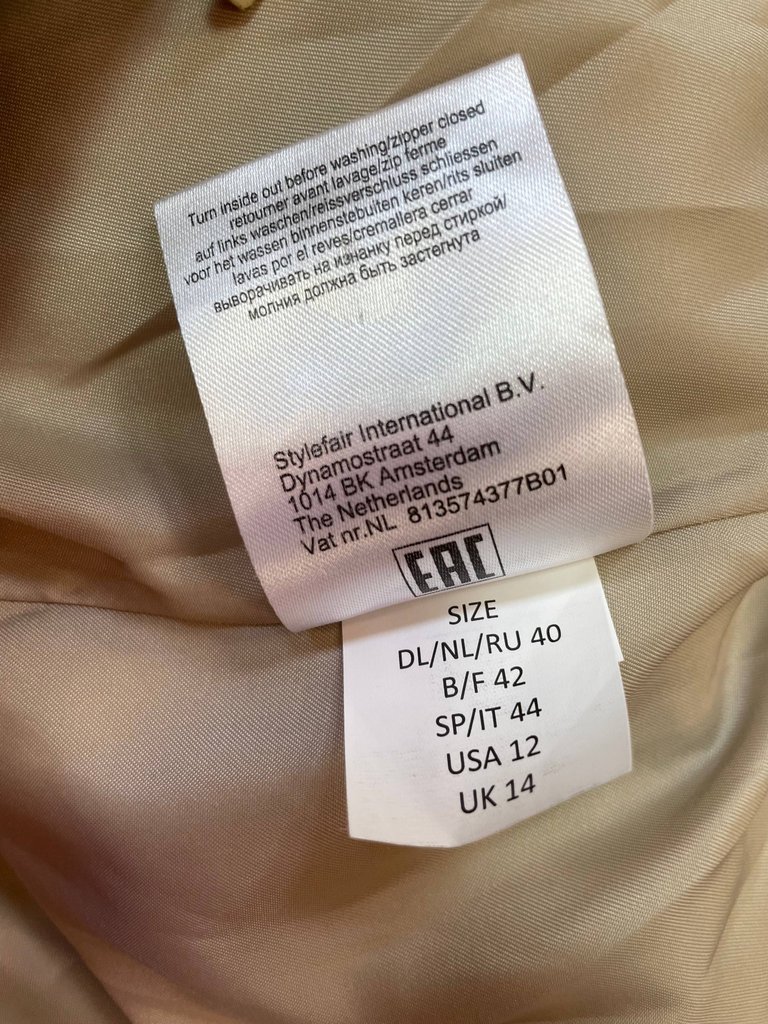 Turn inside out before washing/zipper closed
retourner avant lavage/zip ferme
auf links waschen/reissverschluss schliessen
voor het wassen binnenstebuiten keren/rits sluiten
lavas por el reves/cremallera cerrar
выворачивать на изнанку перед стиркой/
молния должна быть застегнута
Stylefair International B.V.
Dynamostraat 44
1014 BK Amsterdam
The Netherlands
Vat nr.NL 813574377B01
EAC
SIZE
DL/NL/RU 40
B/F 42
SP/IT 44
USA 12
UK 14